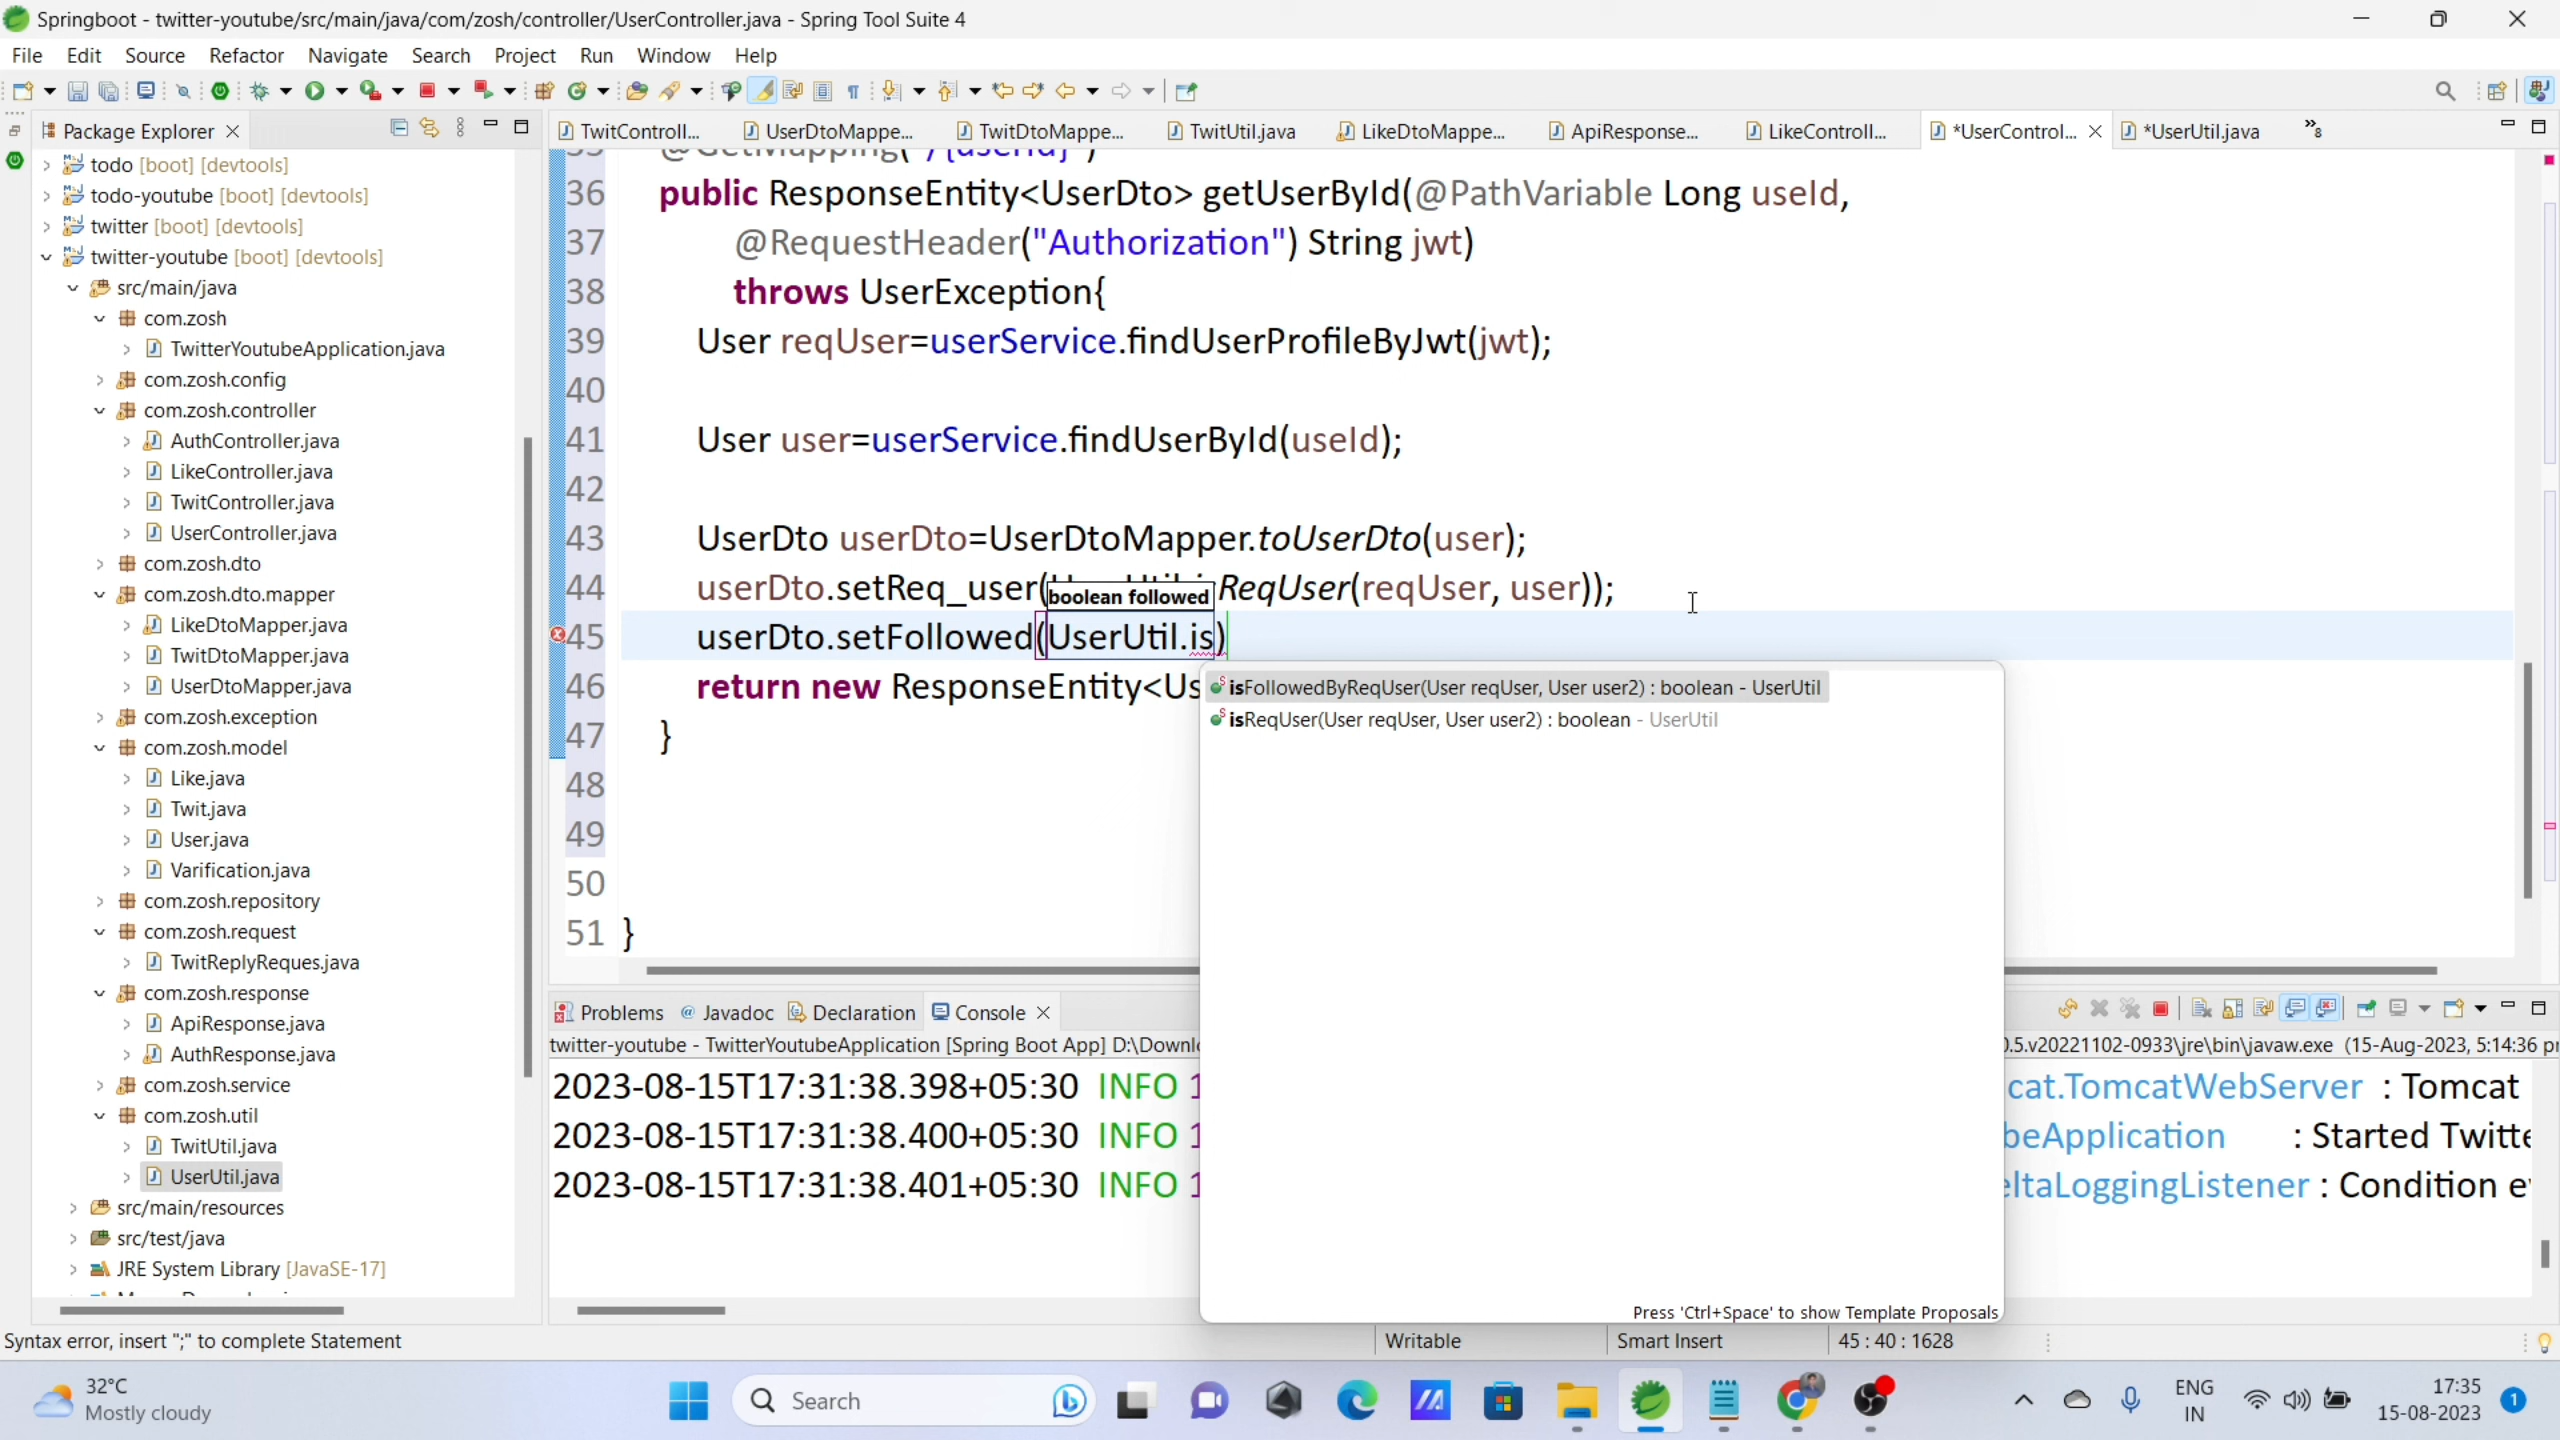 Springboot - twitter-youtube/src/main/java/com/zosh/controller/UserController.java - Spring Tool Suite 4
File Edit Source Refactor Navigate Search Project Run Window Help
Package Explorer
TwitControll... UserDtoMappe... TwitDtoMappe... TwitUtil.java LikeDtoMappe... ApiResponse... LikeControll... *UserControl... *UserUtil.java »8
todo [boot] [devtools]
todo-youtube [boot] [devtools]
twitter [boot] [devtools]
twitter-youtube [boot] [devtools]
src/main/java
com.zosh
TwitterYoutubeApplication.java
com.zosh.config
com.zosh.controller
AuthController.java
LikeController.java
TwitController.java
UserController.java
com.zosh.dto
com.zosh.dto.mapper
LikeDtoMapper.java
TwitDtoMapper.java
UserDtoMapper.java
com.zosh.exception
com.zosh.model
Like.java
Twit.java
User.java
Varification.java
com.zosh.repository
com.zosh.request
TwitReplyReques.java
com.zosh.response
ApiResponse.java
AuthResponse.java
com.zosh.service
com.zosh.util
TwitUtil.java
UserUtil.java
src/main/resources
src/test/java
JRE System Library [JavaSE-17]
36 public ResponseEntity<UserDto> getUserById(@PathVariable Long useId,
37 @RequestHeader("Authorization") String jwt)
38 throws UserException{
39 User reqUser=userService.findUserProfileByJwt(jwt);
40
41 User user=userService.findUserById(useId);
42
43 UserDto userDto=UserDtoMapper.toUserDto(user);
44 userDto.setReq_user( ReqUser(reqUser, user));
boolean followed
45 userDto.setFollowed(UserUtil.is)
46 return new ResponseEntity<Us
47 }
48
49
50
51 }
isFollowedByReqUser(User reqUser, User user2) : boolean - UserUtil
isReqUser(User reqUser, User user2) : boolean - UserUtil
Press 'Ctrl+Space' to show Template Proposals
Problems @ Javadoc Declaration Console
twitter-youtube - TwitterYoutubeApplication [Spring Boot App] D:\Downl 0.5.v20221102-0933\jre\bin\javaw.exe (15-Aug-2023, 5:14:36 p
2023-08-15T17:31:38.398+05:30 INFO 1 cat.TomcatWebServer : Tomcat
2023-08-15T17:31:38.400+05:30 INFO 1 beApplication : Started Twitte
2023-08-15T17:31:38.401+05:30 INFO 1 eltaLoggingListener : Condition e
Syntax error, insert ";" to complete Statement Writable Smart Insert 45 : 40 : 1628
32°C
Mostly cloudy
Search
ENG
IN
17:35
15-08-2023
1